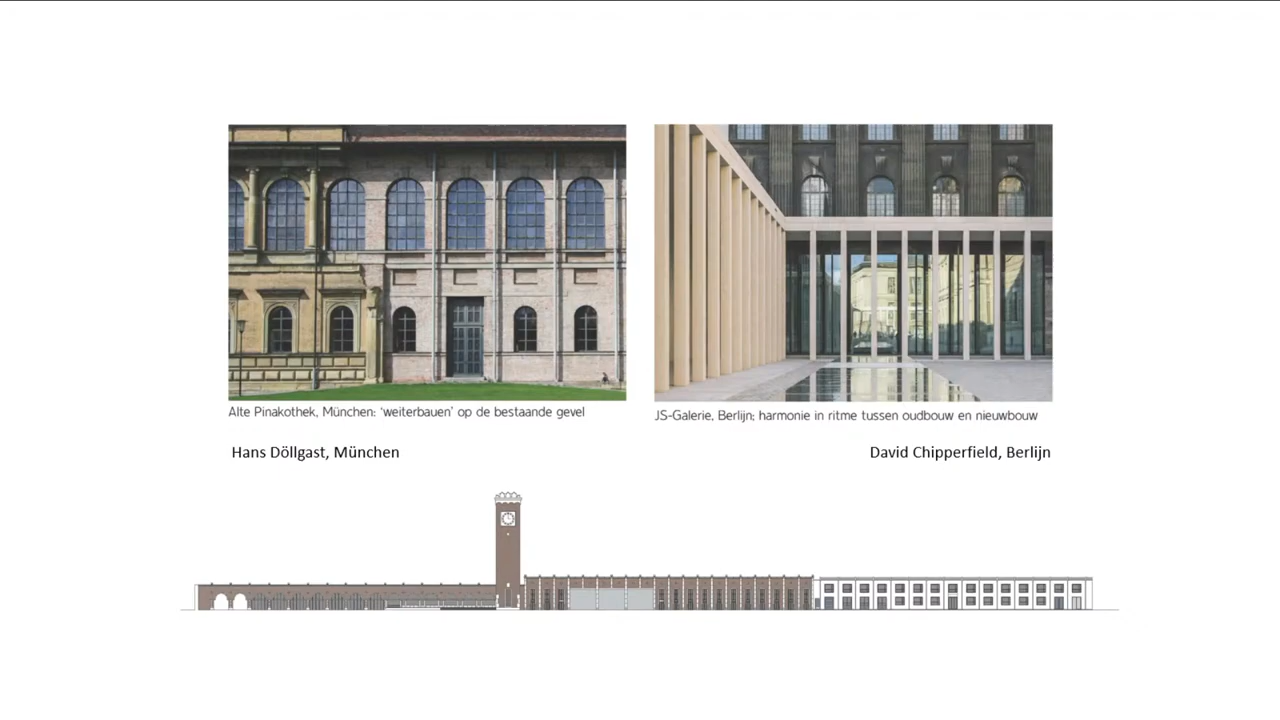 Alte Pinakothek, München: ‘weiterbauen’ op de bestaande gevel
JS-Galerie, Berlijn; harmonie in ritme tussen oudbouw en nieuwbouw
Hans Döllgast, München
David Chipperfield, Berlijn